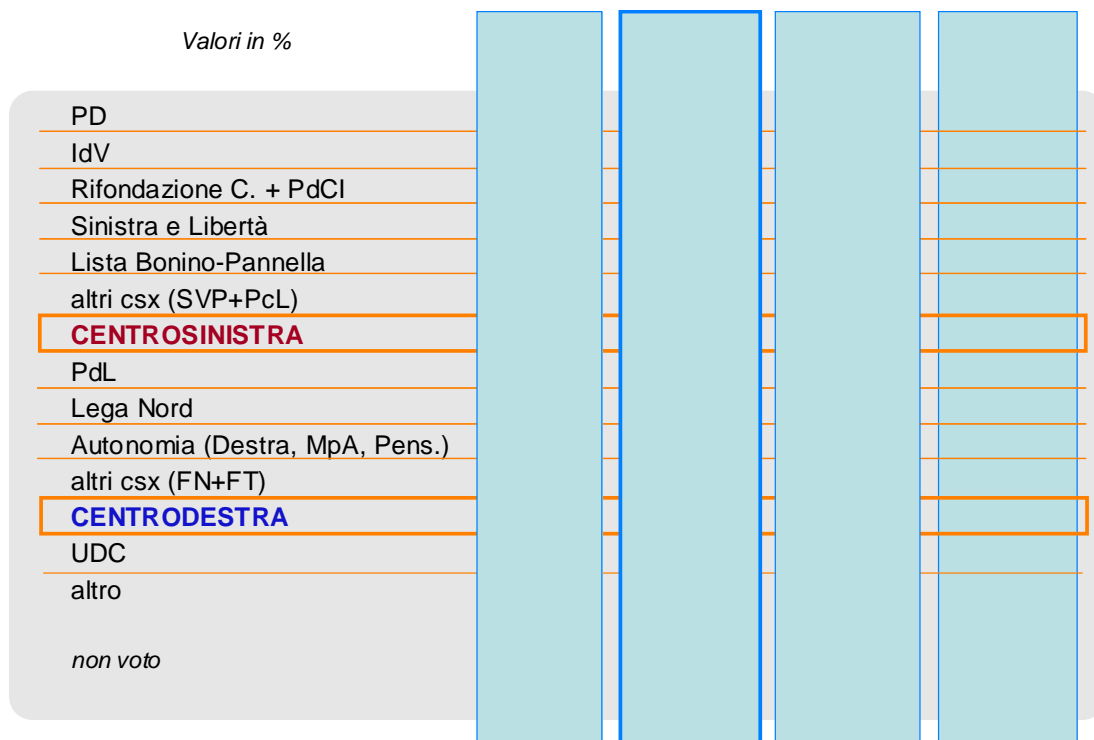 Valori in %
PD
IdV
Rifondazione C. + PdCI
Sinistra e Libertà
Lista Bonino-Pannella
altri csx (SVP+PcL)
CENTROSINISTRA
PdL
Lega Nord
Autonomia (Destra, MpA, Pens.)
altri csx (FN+FT)
CENTRODESTRA
UDC
altro
non voto